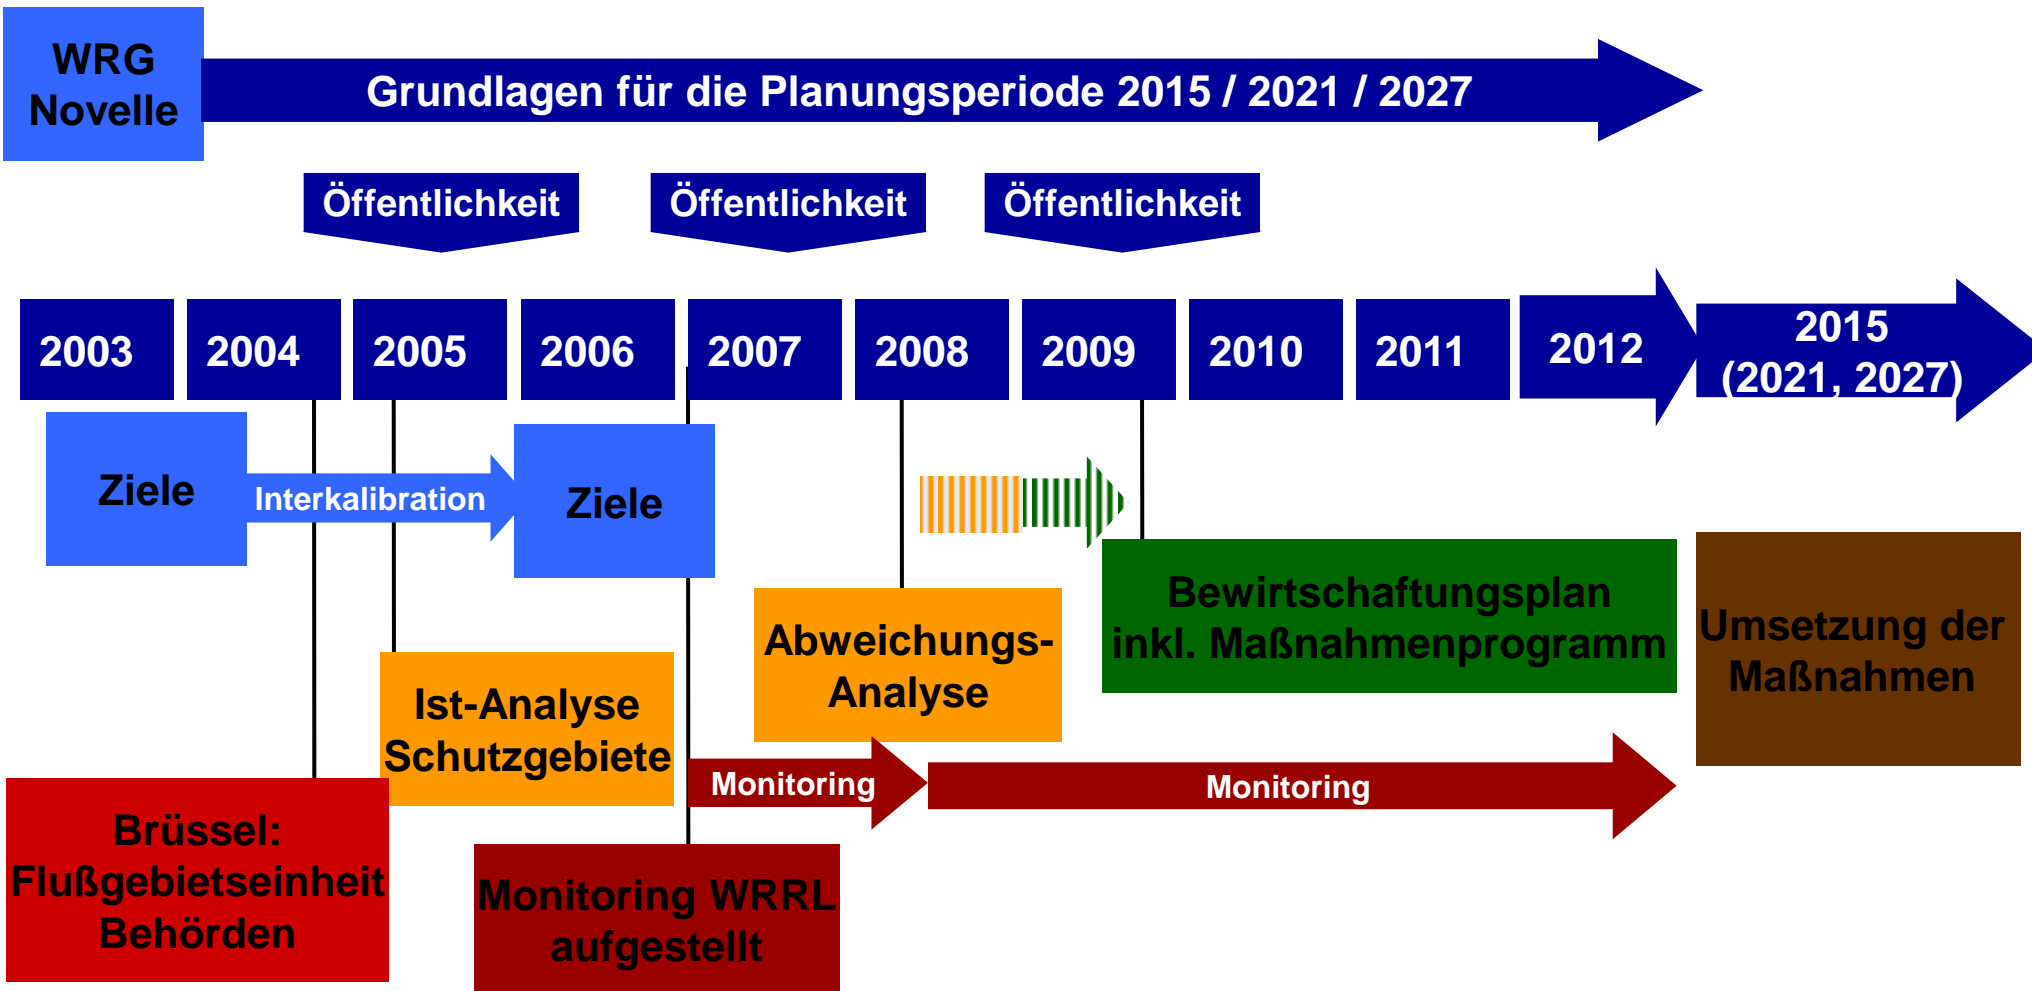 WRG
Novelle
Grundlagen für die Planungsperiode 2015 / 2021 / 2027
Öffentlichkeit
Öffentlichkeit
Öffentlichkeit
2003
2004
2005
2006
2007
2008
2009
2010
2011
2012
2015
(2021, 2027)
Ziele
Interkalibration
Ziele
Bewirtschaftungsplan
inkl. Maßnahmenprogramm
Umsetzung der
Maßnahmen
Abweichungs-
Analyse
Ist-Analyse
Schutzgebiete
Monitoring
Monitoring
Brüssel:
Flußgebietseinheit
Behörden
Monitoring WRRL
aufgestellt